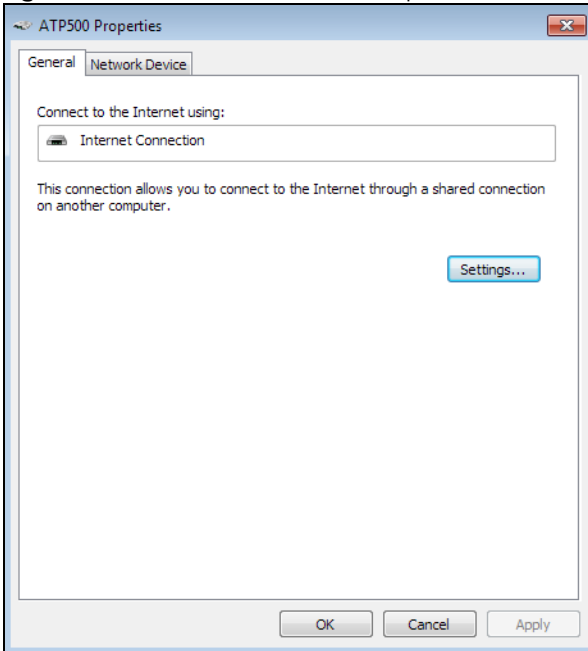 ATP500 Properties
General
Network Device
Connect to the Internet using:
Internet Connection
This connection allows you to connect to the Internet through a shared connection
on another computer.
Settings...
OK
Cancel
Apply